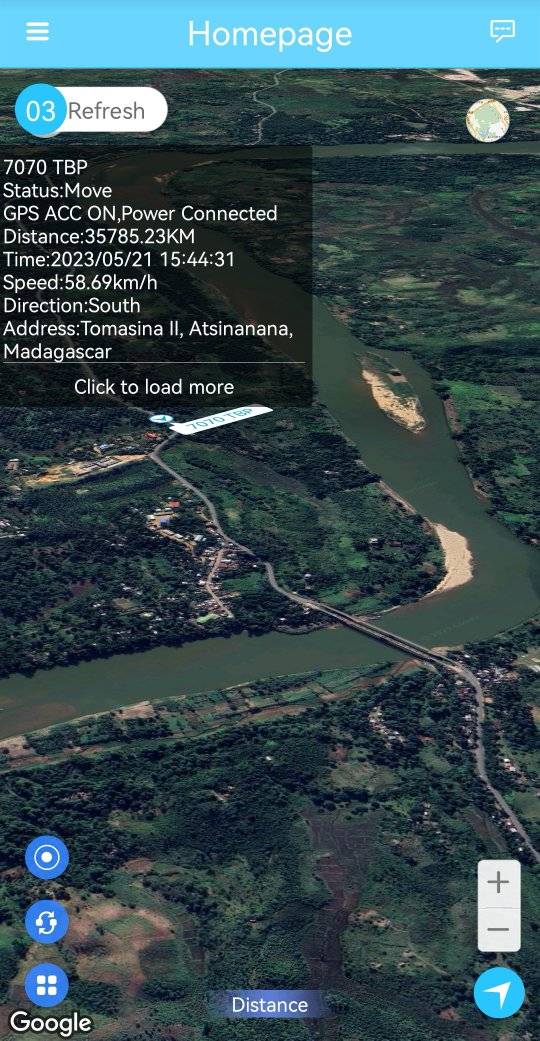 Homepage
03 Refresh
7070 TBP
Status:Move
GPS ACC ON,Power Connected
Distance:35785.23KM
Time:2023/05/21 15:44:31
Speed:58.69km/h
Direction:South
Address:Tomasina II, Atsinanana,
Madagascar
Click to load more
7070 TBP
+
−
Distance
Google